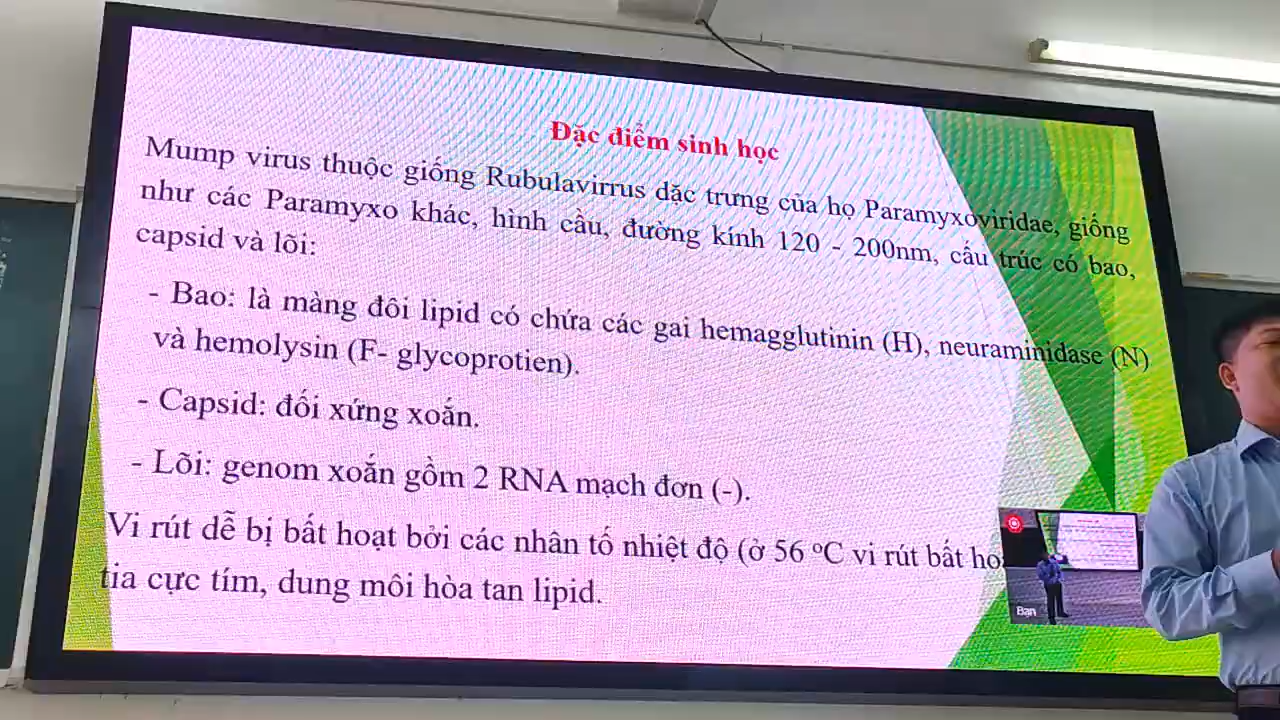 Đặc điểm sinh học
Mump virus thuộc giống Rubulavirrus dặc trưng của họ Paramyxoviridae, giống
như các Paramyxo khác, hình cầu, đường kính 120 - 200nm, cấu trúc có bao,
capsid và lõi:
- Bao: là màng đôi lipid có chứa các gai hemagglutinin (H), neuraminidase (N)
và hemolysin (F- glycoprotien).
- Capsid: đối xứng xoắn.
- Lõi: genom xoắn gồm 2 RNA mạch đơn (-).
Vi rút dễ bị bất hoạt bởi các nhân tố nhiệt độ (ở 56 ºC vi rút bất
tia cực tím, dung môi hòa tan lipid.
Ban